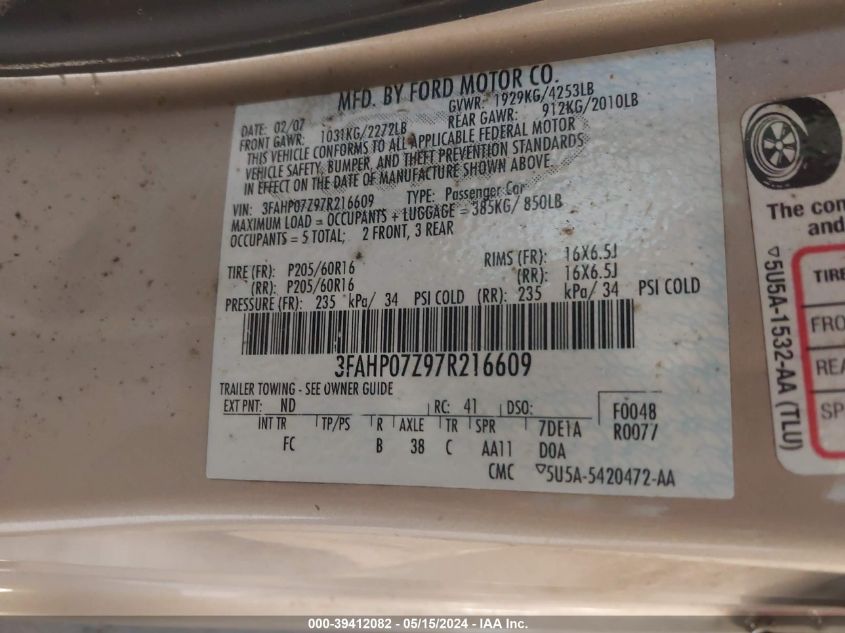 MFD. BY FORD MOTOR CO.
DATE: 02/07 GVWR: 1929KG/4253LB
FRONT GAWR: 1031KG/2272LB REAR GAWR: 912KG/2010LB
THIS VEHICLE CONFORMS TO ALL APPLICABLE FEDERAL MOTOR
VEHICLE SAFETY, BUMPER, AND THEFT PREVENTION STANDARDS
IN EFFECT ON THE DATE OF MANUFACTURE SHOWN ABOVE.
VIN: 3FAHP07Z97R216609 TYPE: Passenger Car
MAXIMUM LOAD = OCCUPANTS + LUGGAGE = 385KG/ 850LB
OCCUPANTS = 5 TOTAL; 2 FRONT, 3 REAR
TIRE (FR): P205/60R16 RIMS (FR): 16X6.5J
(RR): P205/60R16 (RR): 16X6.5J
PRESSURE (FR): 235 kPa/ 34 PSI COLD (RR): 235 kPa/ 34 PSI COLD
3FAHP07Z97R216609
TRAILER TOWING - SEE OWNER GUIDE
EXT PNT: ND RC: 41 DSO: F0048
INT TR TP/PS R AXLE TR SPR 7DE1A R0077
FC B 38 C AA11 D0A
CMC 5U5A-5420472-AA
The com
and
TIRE
FRO
REA
SP
5U5A-1532-AA (TLU)
000-39412082 - 05/15/2024 - IAA Inc.